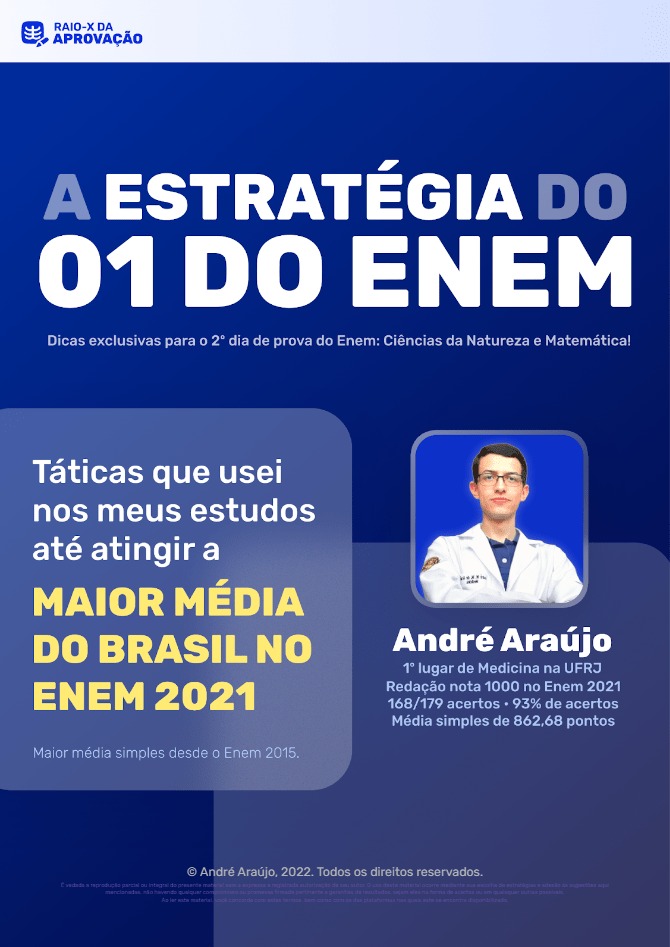 RAIO-X DA
APROVAÇÃO
A ESTRATÉGIA DO
01 DO ENEM
Dicas exclusivas para o 2º dia de prova do Enem: Ciências da Natureza e Matemática!
Táticas que usei
nos meus estudos
até atingir a
MAIOR MÉDIA
DO BRASIL NO
ENEM 2021
Maior média simples desde o Enem 2015.
André Araújo
1º lugar de Medicina na UFRJ
Redação nota 1000 no Enem 2021
168/179 acertos • 93% de acertos
Média simples de 862,68 pontos
© André Araújo, 2022. Todos os direitos reservados.